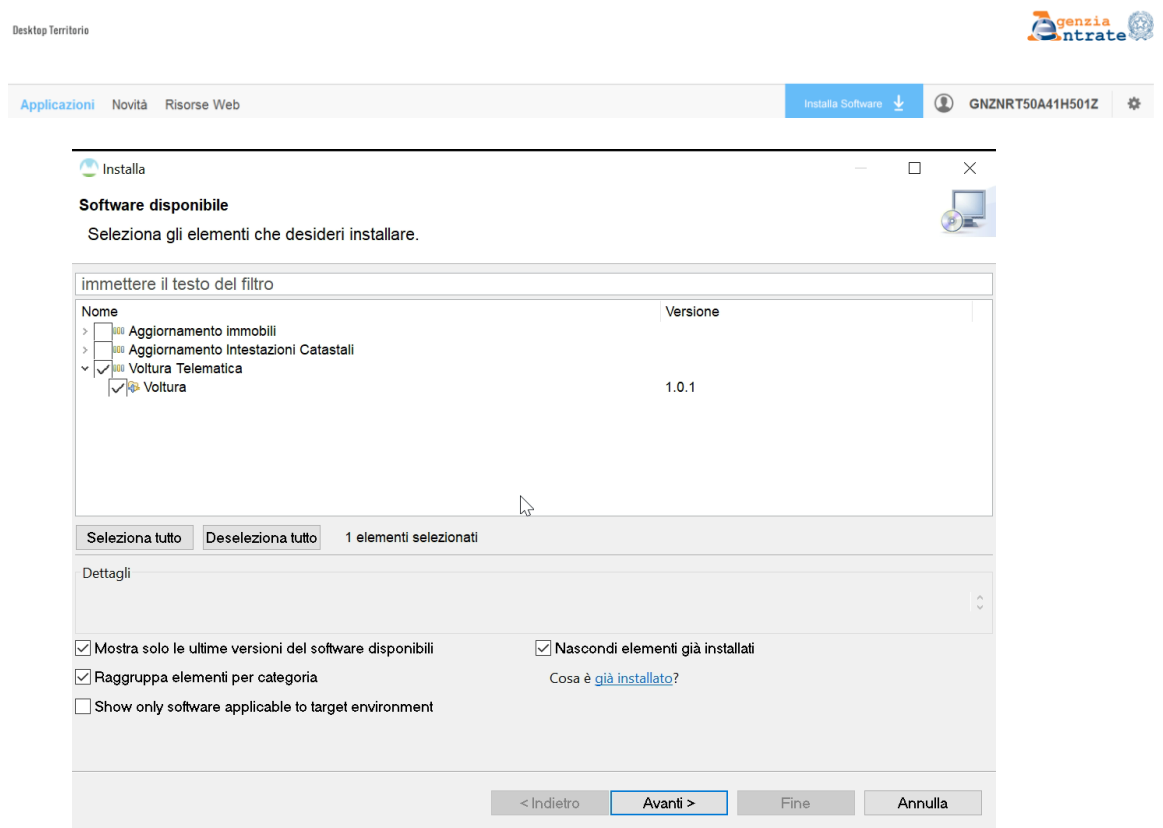 Desktop Territorio
Agenzia
Entrate
Applicazioni Novità Risorse Web Installa Software GNZNRT50A41H501Z
Installa
Software disponibile
Seleziona gli elementi che desideri installare.
immettere il testo del filtro
Nome Versione
Aggiornamento immobili
Aggiornamento Intestazioni Catastali
Voltura Telematica
Voltura 1.0.1
Seleziona tutto Deseleziona tutto 1 elementi selezionati
Dettagli
Mostra solo le ultime versioni del software disponibili Nascondi elementi già installati
Raggruppa elementi per categoria Cosa è già installato?
Show only software applicable to target environment
< Indietro Avanti > Fine Annulla